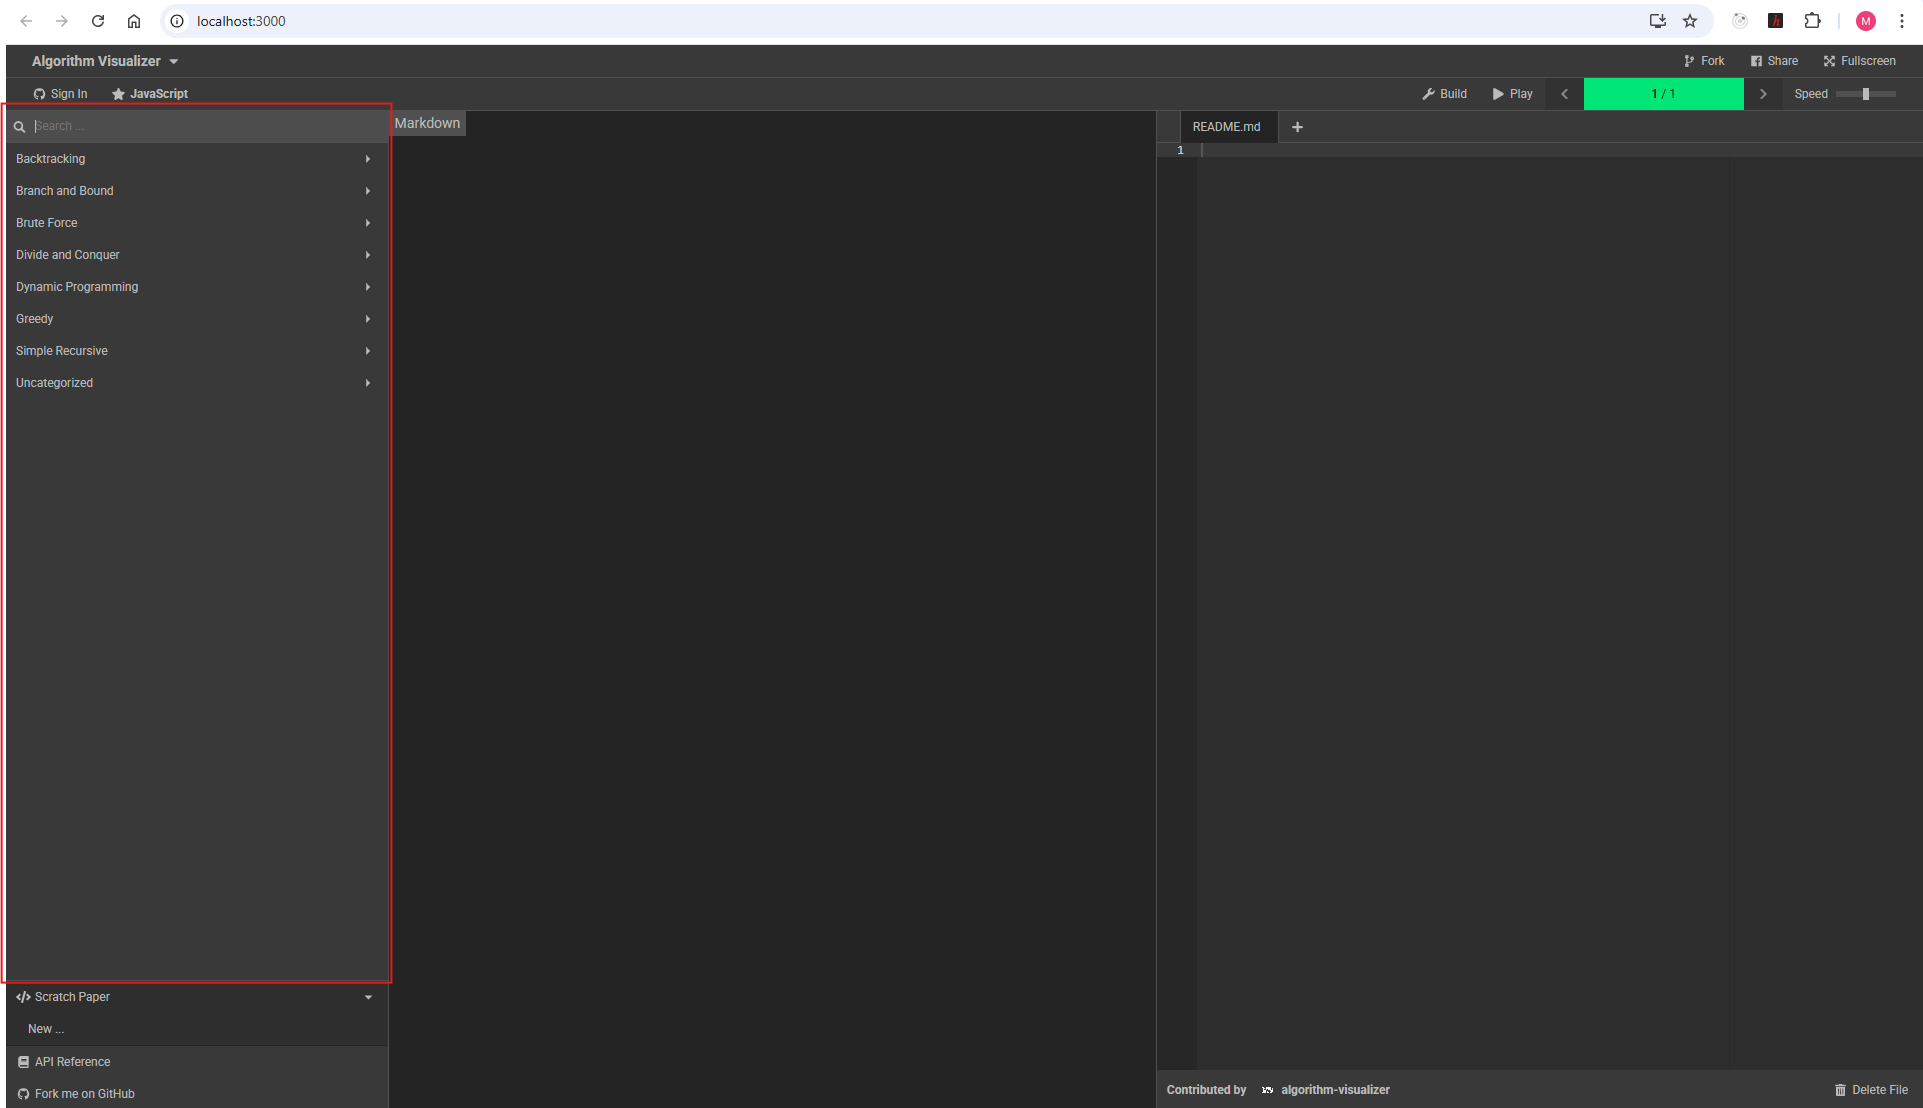 localhost:3000
M
Algorithm Visualizer
Fork
Share
Fullscreen
Sign In
JavaScript
Build
Play
1 / 1
Speed
Search ...
Markdown
README.md
1
Backtracking
Branch and Bound
Brute Force
Divide and Conquer
Dynamic Programming
Greedy
Simple Recursive
Uncategorized
Scratch Paper
New ...
API Reference
Fork me on GitHub
Contributed by algorithm-visualizer
Delete File